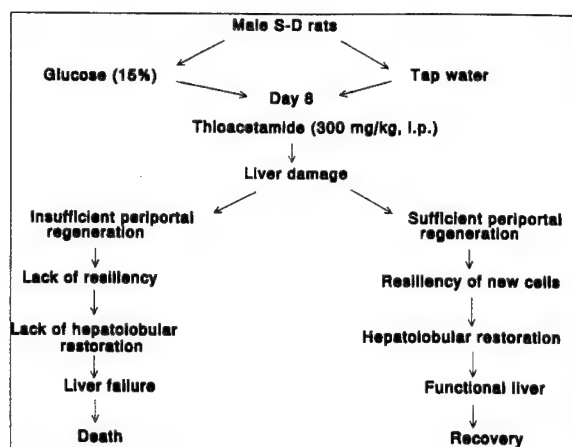 Male S-D rats
Glucose (15%)
Tap water
Day 8
Thioacetamide (300 mg/kg, i.p.)
Liver damage
Insufficient periportal
regeneration
Sufficient periportal
regeneration
Lack of resiliency
Resiliency of new cells
Lack of hepatolobular
restoration
Hepatolobular restoration
Liver failure
Functional liver
Death
Recovery